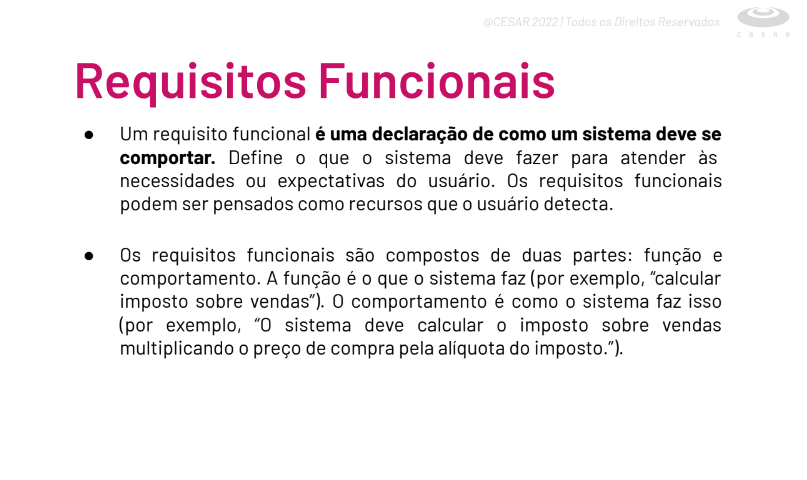 @CESAR 2022 | Todos os Direitos Reservados
C E S A R
Requisitos Funcionais
● Um requisito funcional é uma declaração de como um sistema deve se
comportar. Define o que o sistema deve fazer para atender às
necessidades ou expectativas do usuário. Os requisitos funcionais
podem ser pensados como recursos que o usuário detecta.
● Os requisitos funcionais são compostos de duas partes: função e
comportamento. A função é o que o sistema faz (por exemplo, “calcular
imposto sobre vendas”). O comportamento é como o sistema faz isso
(por exemplo, “O sistema deve calcular o imposto sobre vendas
multiplicando o preço de compra pela alíquota do imposto.”).